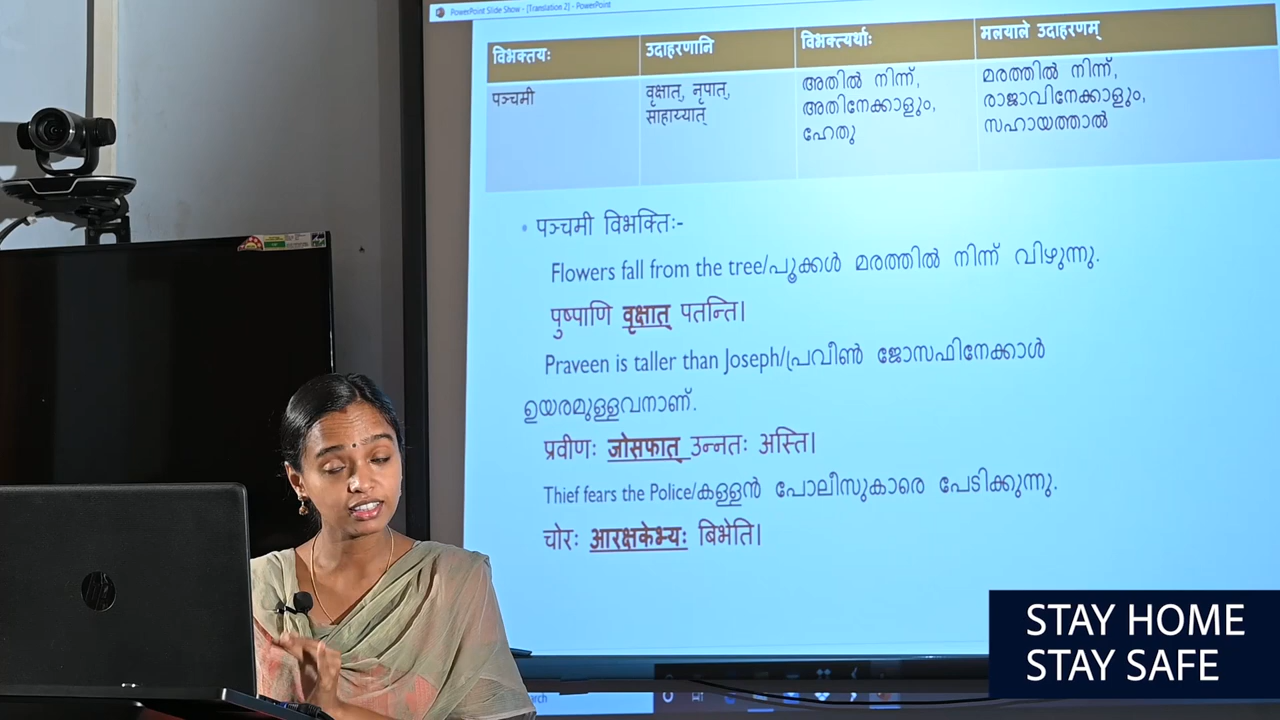 PowerPoint Slide Show - [Translation 2] - PowerPoint
विभक्तयः उदाहरणानि विभक्त्यर्थाः मलयाले उदाहरणम्
पञ्चमी वृक्षात्, नृपात्, അതിൽ നിന്ന്, മരത്തിൽ നിന്ന്,
साहाय्यात् അതിനേക്കാളും, രാജാവിനേക്കാളും,
ഹേതു സഹായത്താൽ
• पञ्चमी विभक्तिः-
Flowers fall from the tree/പൂക്കൾ മരത്തിൽ നിന്ന് വിഴുന്നു.
पुष्पाणि वृक्षात् पतन्ति।
Praveen is taller than Joseph/പ്രവീൺ ജോസഫിനേക്കാൾ
ഉയരമുള്ളവനാണ്.
प्रवीणः जोसफात् उन्नतः अस्ति।
Thief fears the Police/കള്ളൻ പോലീസുകാരെ പേടിക്കുന്നു.
चोरः आरक्षकेभ्यः बिभेति।
STAY HOME
STAY SAFE
hp